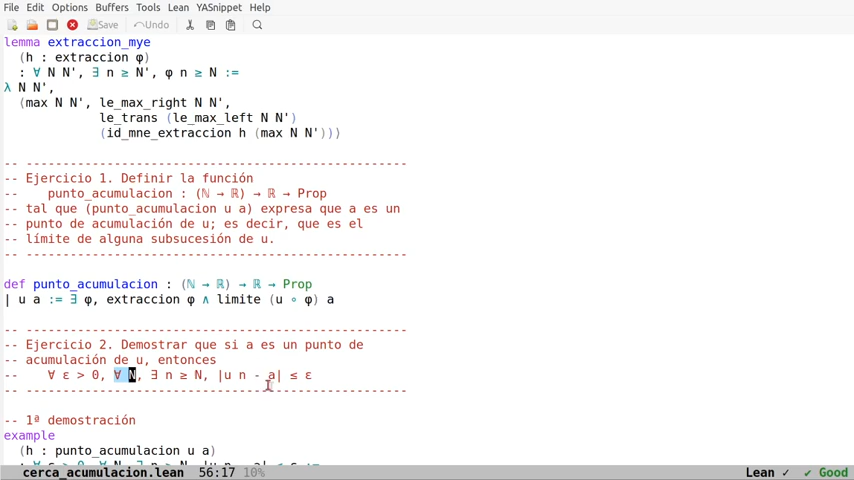 File Edit Options Buffers Tools Lean YASnippet Help
Save Undo
lemma extraccion_mye
(h : extraccion φ)
: ∀ N N', ∃ n ≥ N', φ n ≥ N :=
λ N N',
⟨max N N', le_max_right N N',
le_trans (le_max_left N N')
(id_mne_extraccion h (max N N'))⟩
-- ----------------------------------------------------
-- Ejercicio 1. Definir la función
--    punto_acumulacion : (ℕ → ℝ) → ℝ → Prop
-- tal que (punto_acumulacion u a) expresa que a es un
-- punto de acumulación de u; es decir, que es el
-- límite de alguna subsucesión de u.
-- ----------------------------------------------------
def punto_acumulacion : (ℕ → ℝ) → ℝ → Prop
| u a := ∃ φ, extraccion φ ∧ limite (u ∘ φ) a
-- ----------------------------------------------------
-- Ejercicio 2. Demostrar que si a es un punto de
-- acumulación de u, entonces
--    ∀ ε > 0, ∀ N, ∃ n ≥ N, |u n - a| ≤ ε
-- ----------------------------------------------------
-- 1ª demostración
example
(h : punto_acumulacion u a)
: ∀ ε > 0, ∀ N, ∃ n ≥ N, |u n - a| ≤ ε :=
cerca_acumulacion.lean 56:17 10% Lean ✓ ✓ Good